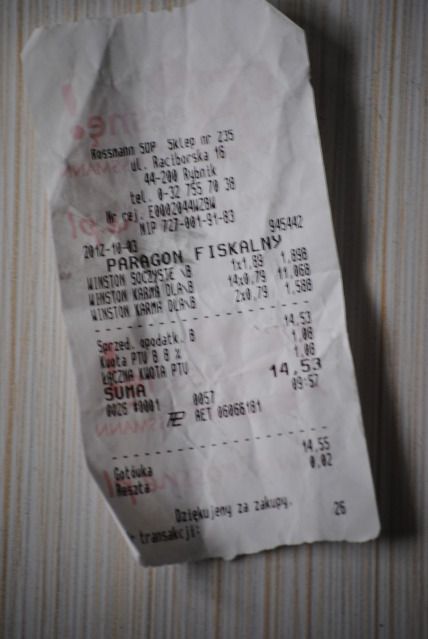 Rossmann SDP Sklep nr 235
ul. Raciborska 16
44-200 Rybnik
tel. 0-32 755 70 38
Nr rej. E0002044W2BW
NIP 727-001-91-83
2012-10-03 945442
PARAGON FISKALNY
WINSTON SOCZYSTE \B 1x1,89 1,89B
WINSTON KARMA DLA\B 14x0,79 11,06B
WINSTON KARMA DLA\B 2x0,79 1,58B
Sprzed. opodatk. B 14,53
Kwota PTU B 8 % 1,08
ŁĄCZNA KWOTA PTU 1,08
SUMA 14,53
0026 #0001 0057 09:57
AET 06066181
Gotówka 14,55
Reszta 0,02
Dziękujemy za zakupy.
transakcji: 26